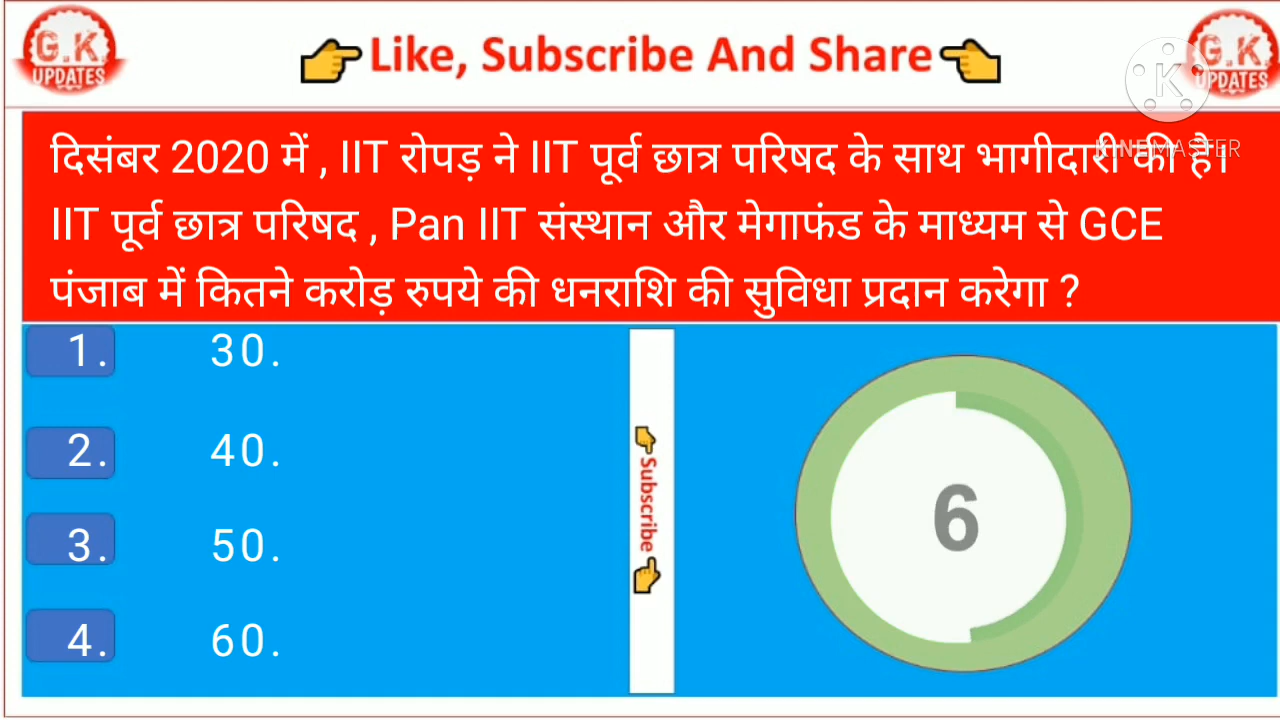 G.K.
UPDATES
👉Like, Subscribe And Share👈
G.K.
UPDATES
K
KINEMASTER
दिसंबर 2020 में , IIT रोपड़ ने IIT पूर्व छात्र परिषद के साथ भागीदारी की है।
IIT पूर्व छात्र परिषद , Pan IIT संस्थान और मेगाफंड के माध्यम से GCE
पंजाब में कितने करोड़ रुपये की धनराशि की सुविधा प्रदान करेगा ?
1. 30.
2. 40.
3. 50.
4. 60.
👉Subscribe👈
6